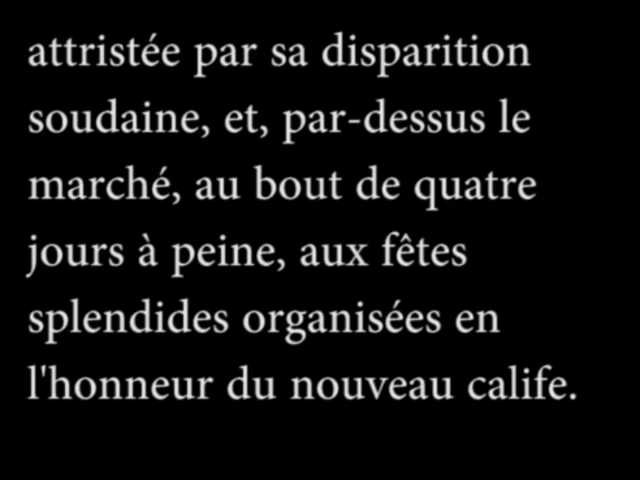 attristée par sa disparition
soudaine, et, par-dessus le
marché, au bout de quatre
jours à peine, aux fêtes
splendides organisées en
l'honneur du nouveau calife.